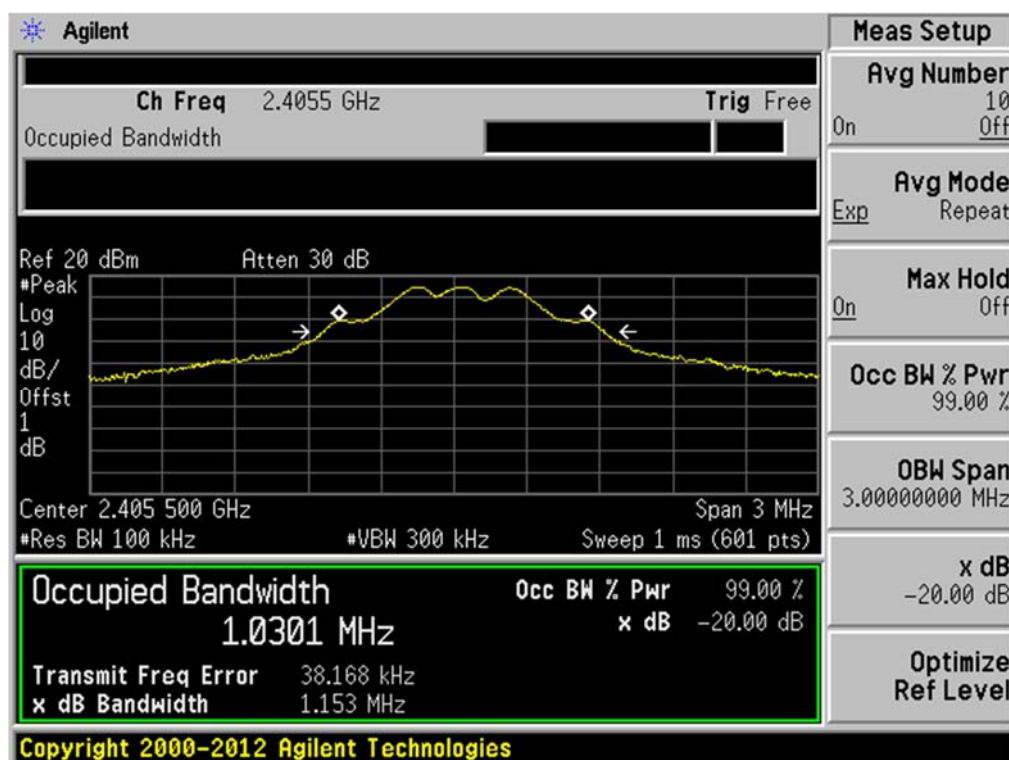 Agilent
Ch Freq 2.4055 GHz Trig Free
Occupied Bandwidth
Ref 20 dBm Atten 30 dB
#Peak
Log
10
dB/
Offst
1
dB
Center 2.405 500 GHz Span 3 MHz
#Res BW 100 kHz #VBW 300 kHz Sweep 1 ms (601 pts)
Occupied Bandwidth
1.0301 MHz
Occ BW % Pwr 99.00 %
x dB -20.00 dB
Transmit Freq Error 38.168 kHz
x dB Bandwidth 1.153 MHz
Copyright 2000-2012 Agilent Technologies
Meas Setup
Avg Number
10
On Off
Avg Mode
Exp Repeat
Max Hold
On Off
Occ BW % Pwr
99.00 %
OBW Span
3.00000000 MHz
x dB
-20.00 dB
Optimize
Ref Level